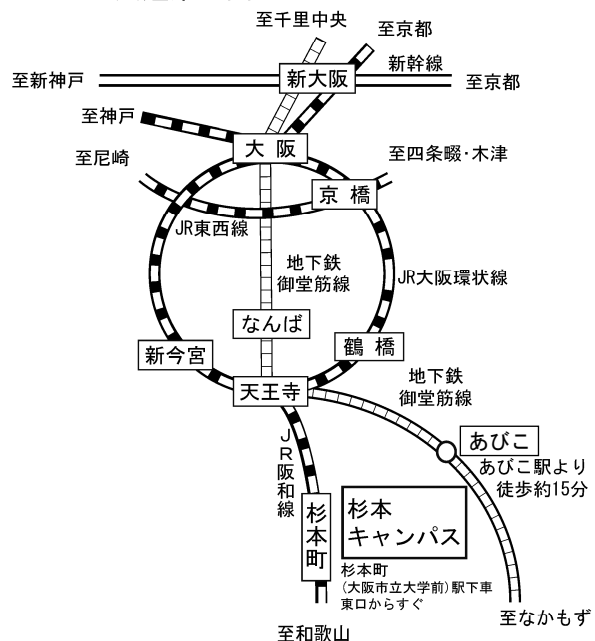 至千里中央
至京都
新幹線
至新神戸
新大阪
至京都
至神戸
大阪
至尼崎
至四条畷・木津
京橋
JR東西線
地下鉄
御堂筋線
JR大阪環状線
なんば
新今宮
鶴橋
天王寺
地下鉄
御堂筋線
JR阪和線
あびこ
あびこ駅より
徒歩約15分
杉本町
杉本
キャンパス
杉本町
(大阪市立大学前)駅下車
東口からすぐ
至なかもず
至和歌山